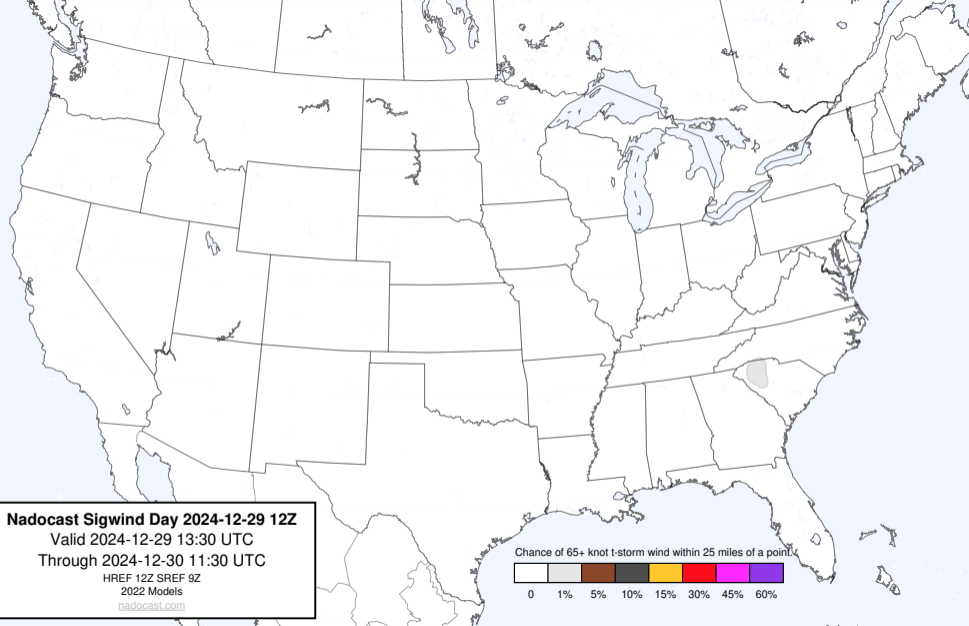 Nadocast Sigwind Day 2024-12-29 12Z
Valid 2024-12-29 13:30 UTC
Through 2024-12-30 11:30 UTC
HREF 12Z SREF 9Z
2022 Models
nadocast.com
Chance of 65+ knot t-storm wind within 25 miles of a point.
0 1% 5% 10% 15% 30% 45% 60%